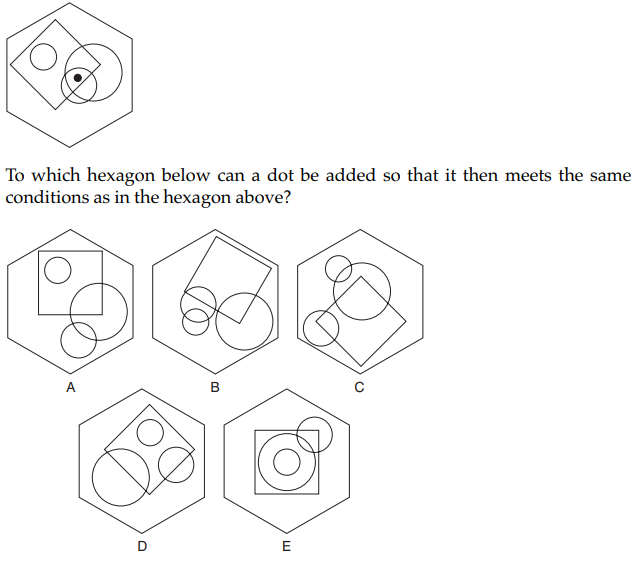 To which hexagon below can a dot be added so that it then meets the same
conditions as in the hexagon above?
A
B
C
D
E